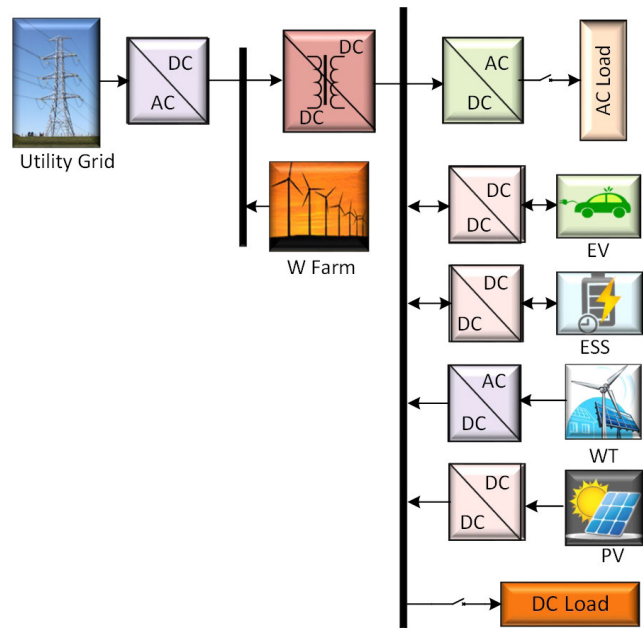 DC
AC
Utility Grid
DC
DC
W Farm
AC
DC
AC Load
DC
DC
EV
DC
DC
ESS
AC
DC
WT
DC
DC
PV
DC Load